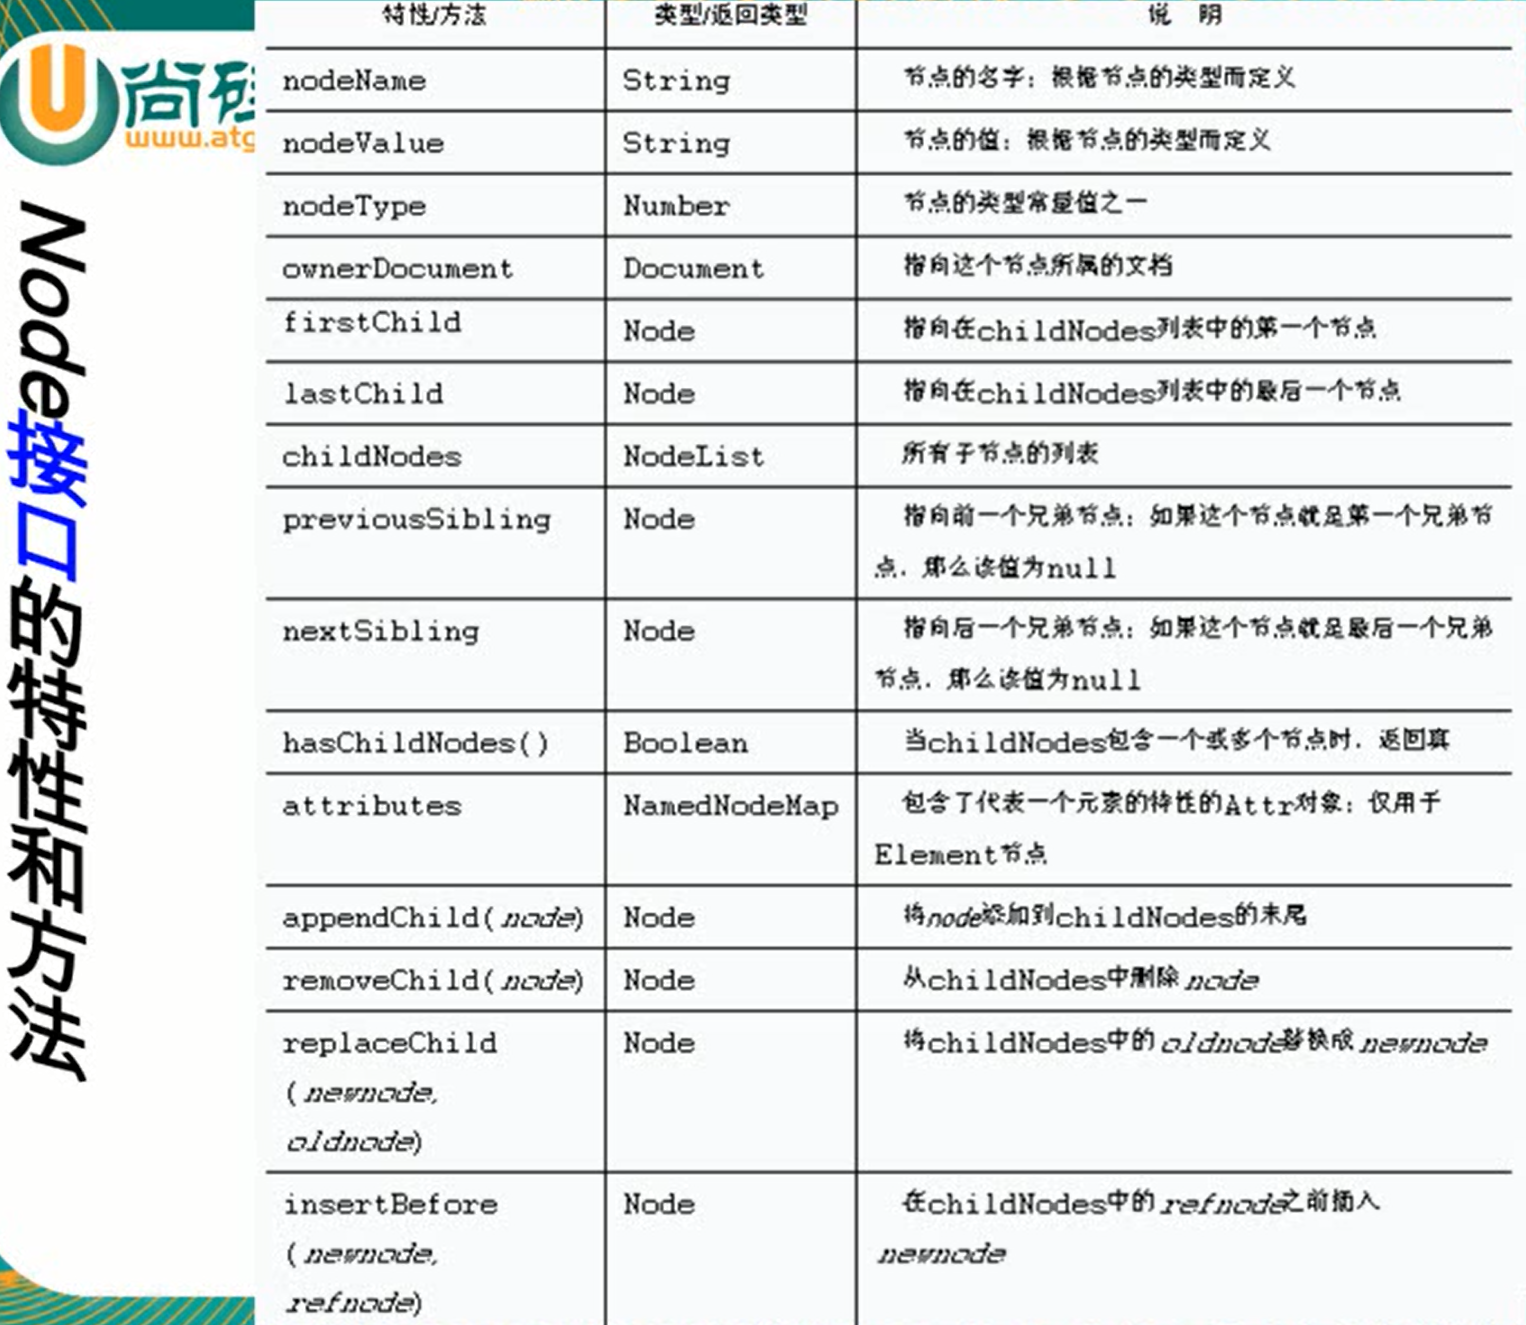 尚硅
www.atg
Node接口的特性和方法
特性/方法 类型/返回类型 说 明
nodeName String 节点的名字；根据节点的类型而定义
nodeValue String 节点的值；根据节点的类型而定义
nodeType Number 节点的类型常量值之一
ownerDocument Document 指向这个节点所属的文档
firstChild Node 指向在childNodes列表中的第一个节点
lastChild Node 指向在childNodes列表中的最后一个节点
childNodes NodeList 所有子节点的列表
previousSibling Node 指向前一个兄弟节点；如果这个节点就是第一个兄弟节
点，那么该值为null
nextSibling Node 指向后一个兄弟节点；如果这个节点就是最后一个兄弟
节点，那么该值为null
hasChildNodes() Boolean 当childNodes包含一个或多个节点时，返回真
attributes NamedNodeMap 包含了代表一个元素的特性的Attr对象；仅用于
Element节点
appendChild(node) Node 将node添加到childNodes的末尾
removeChild(node) Node 从childNodes中删除node
replaceChild Node 将childNodes中的oldnode替换成newnode
(newnode,
oldnode)
insertBefore Node 在childNodes中的refnode之前插入
(newnode, newnode
refnode)